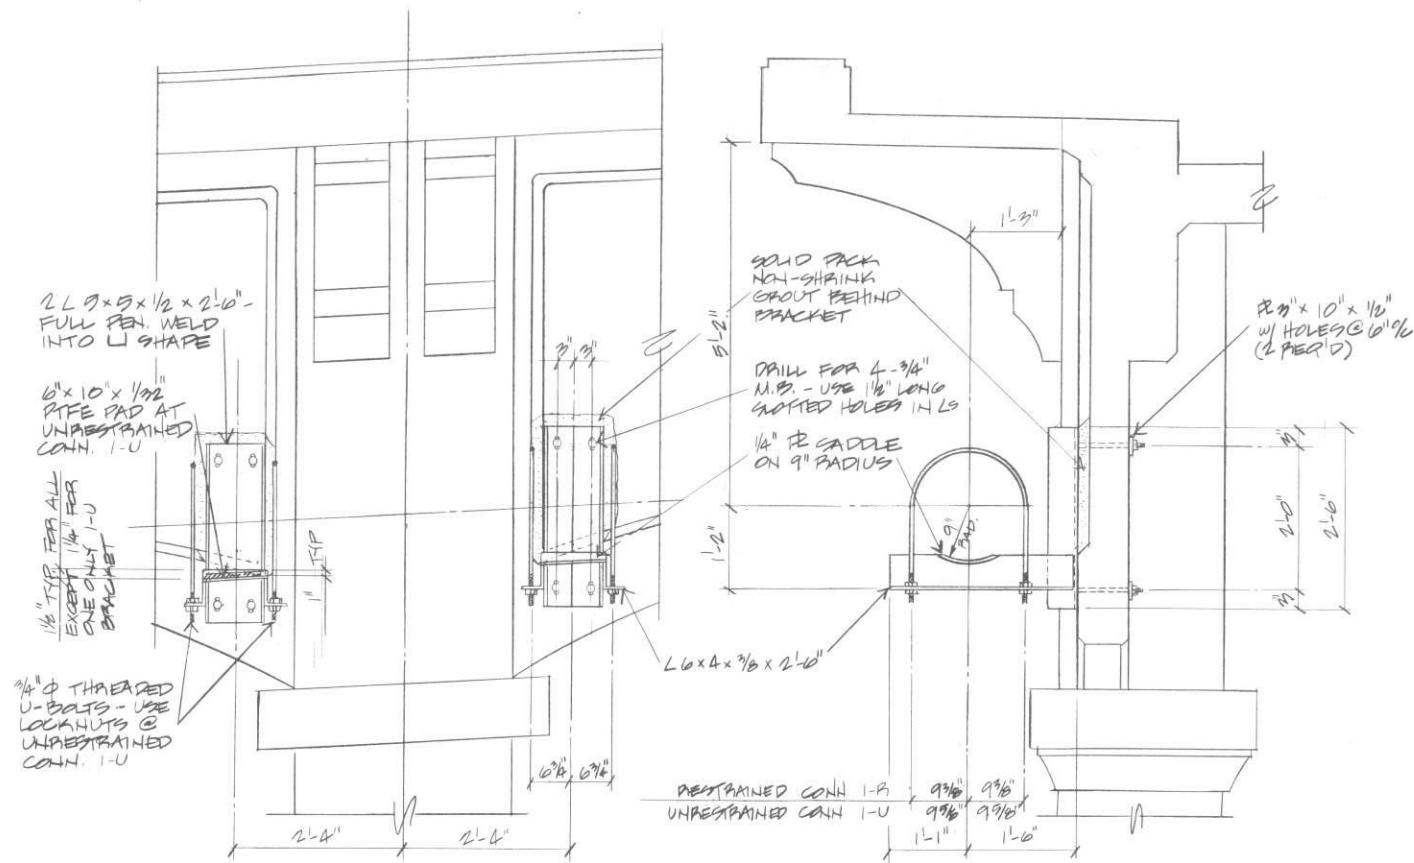 2 L 5 x 5 x 1/2 x 2'-6" -
FULL PEN. WELD
INTO ⊔ SHAPE
6" x 10" x 1/32"
PTFE PAD AT
UNRESTRAINED
CONN. 1-U
1 1/2" TYP. FOR ALL
EXCEPT 1 1/4" FOR
ONE ONLY 1-U
BRACKET
3/4" Φ THREADED
U-BOLTS - USE
LOCKNUTS @
UNRESTRAINED
CONN. 1-U
1" TYP
2'-4"
2'-4"
3"
3"
6 3/4"
6 3/4"
SOLID PACK
NON-SHRINK
GROUT BEHIND
BRACKET
DRILL FOR 4 - 3/4"
M.B. - USE 1 1/2" LONG
SLOTTED HOLES IN Ls
1/4" PL SADDLE
ON 9" RADIUS
L 6 x 4 x 3/8 x 2'-6"
5'-2"
1'-2"
1'-3"
9"
RAD.
PL 3" x 10" x 1/2"
W/ HOLES @ 6" o/c
(2 REQ'D)
3"
2'-0"
3"
2'-6"
RESTRAINED CONN 1-R 9 3/8" 9 3/8"
UNRESTRAINED CONN 1-U 9 5/8" 9 5/8"
1'-1"
1'-6"